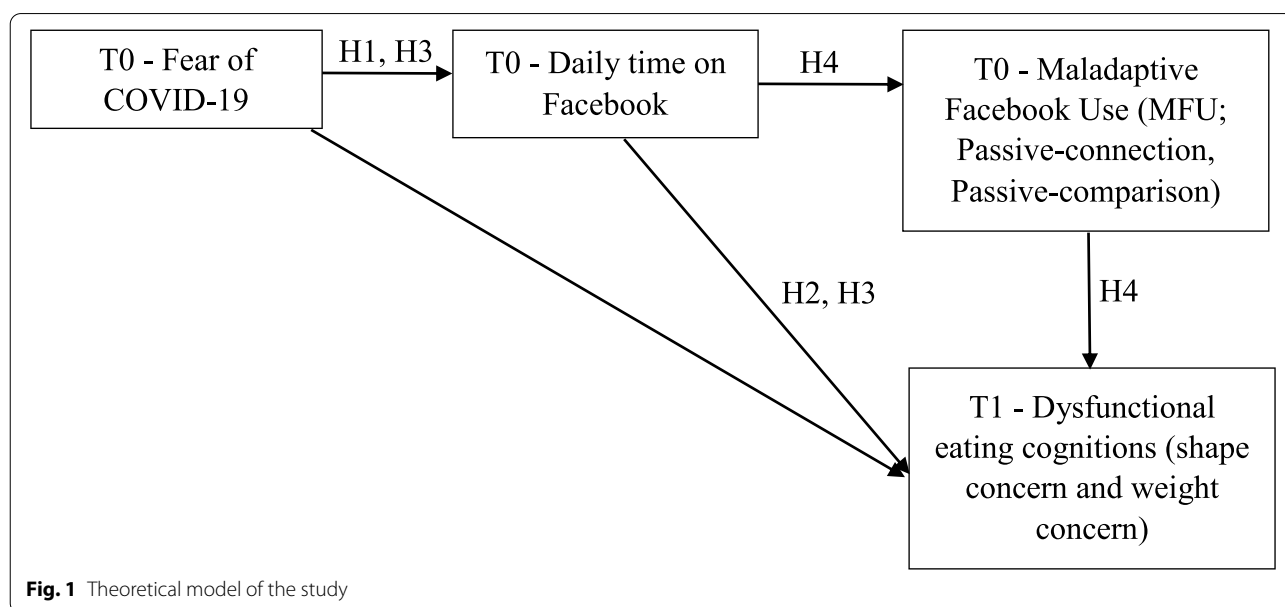 T0 - Fear of
COVID-19
H1, H3
T0 - Daily time on
Facebook
H4
T0 - Maladaptive
Facebook Use (MFU;
Passive-connection,
Passive-comparison)
H2, H3
H4
T1 - Dysfunctional
eating cognitions (shape
concern and weight
concern)
Fig. 1 Theoretical model of the study